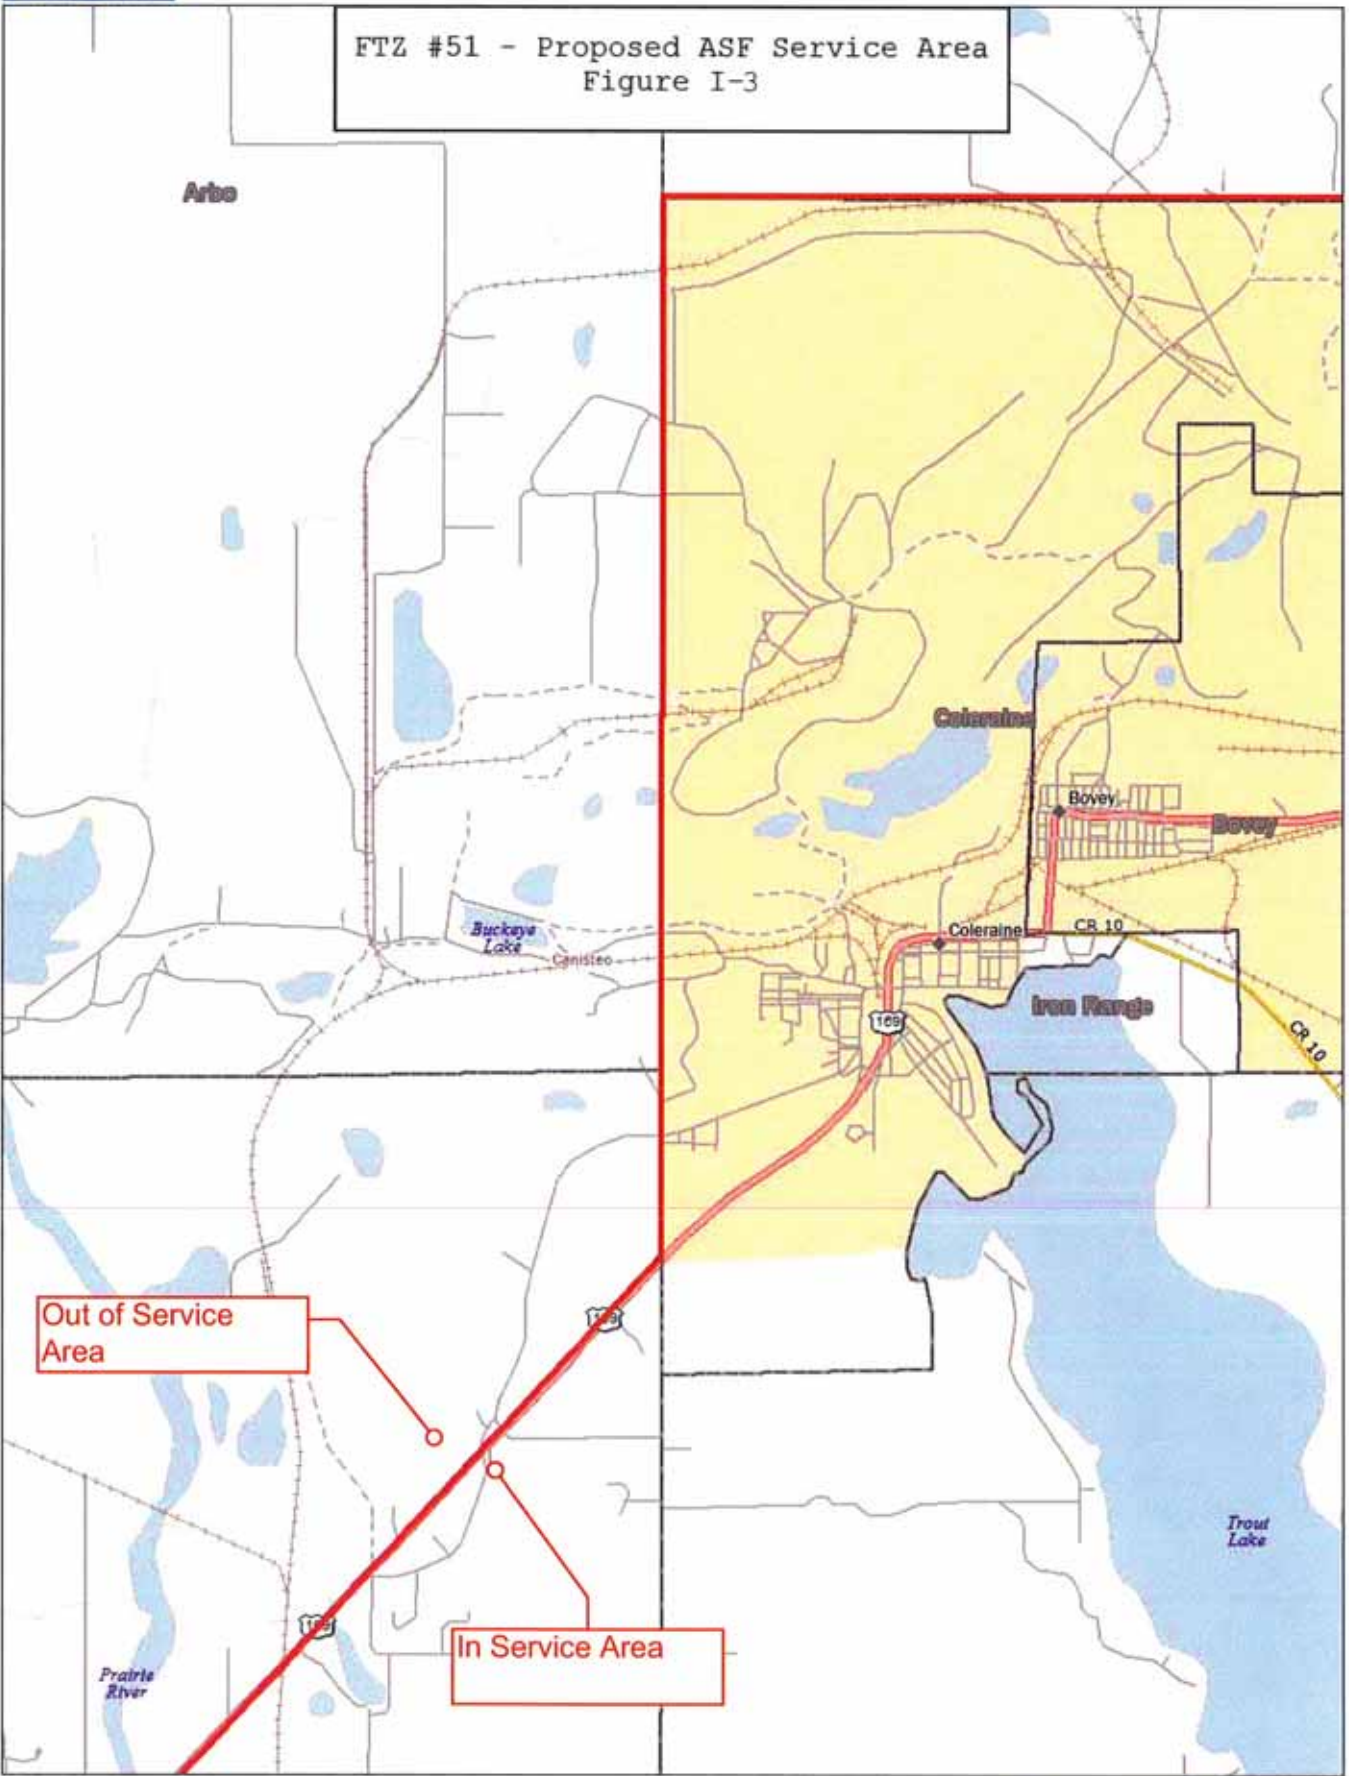 FTZ #51 - Proposed ASF Service Area
Figure I-3
Arbo
Coleraine
Bovey
Bovey
Buckeye
Lake
Canisteo
Coleraine
CR 10
Iron Range
169
CR 10
Out of Service
Area
169
In Service Area
169
Trout
Lake
Prairie
River